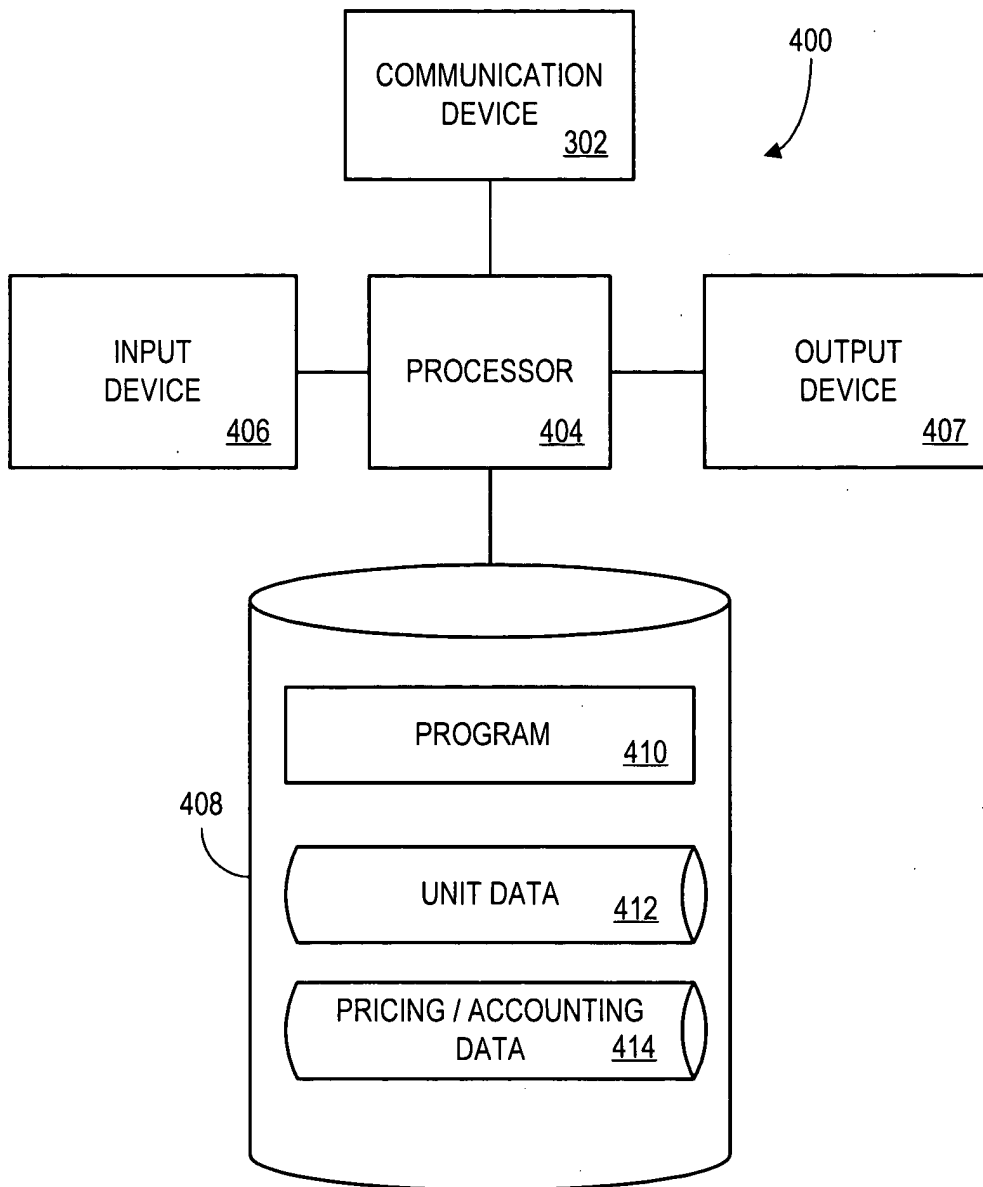 400
COMMUNICATION
DEVICE
302
INPUT
DEVICE
406
PROCESSOR
404
OUTPUT
DEVICE
407
PROGRAM
410
408
UNIT DATA
412
PRICING / ACCOUNTING
DATA
414